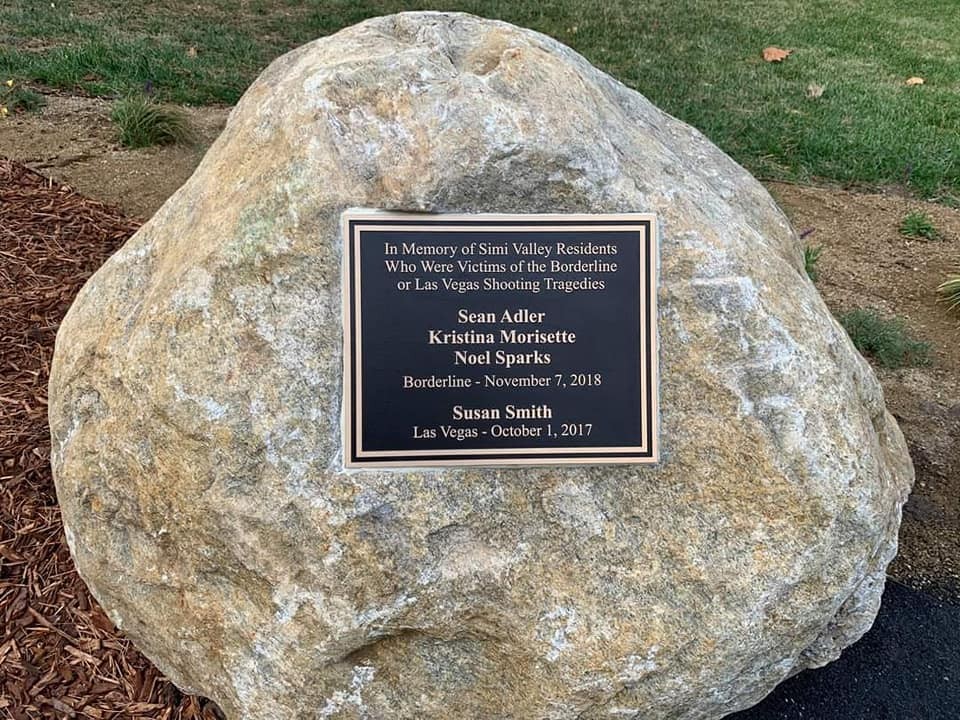 In Memory of Simi Valley Residents
Who Were Victims of the Borderline
or Las Vegas Shooting Tragedies
Sean Adler
Kristina Morisette
Noel Sparks
Borderline - November 7, 2018
Susan Smith
Las Vegas - October 1, 2017